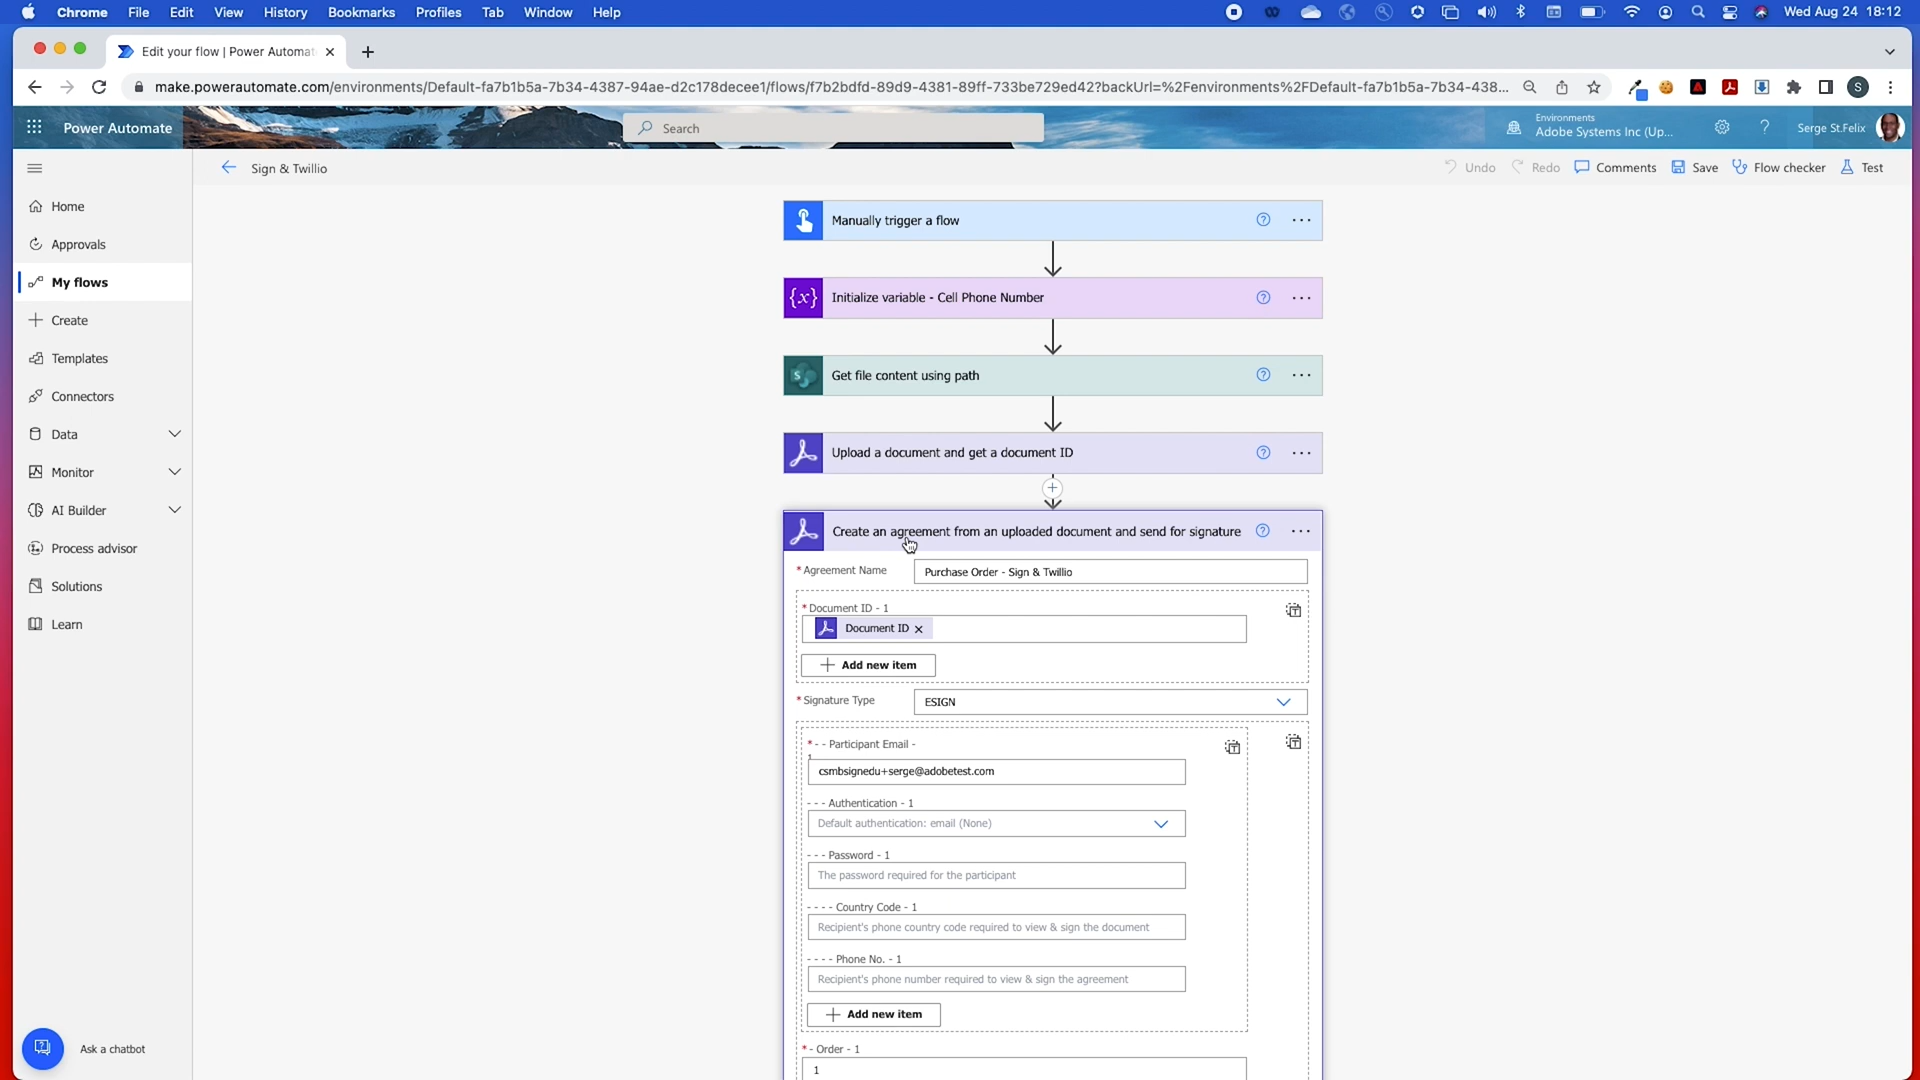 Chrome File Edit View History Bookmarks Profiles Tab Window Help Wed Aug 24 18:12
Edit your flow | Power Automat
make.powerautomate.com/environments/Default-fa7b1b5a-7b34-4387-94ae-d2c178decee1/flows/f7b2bdfd-89d9-4381-89ff-733be729ed42?backUrl=%2Fenvironments%2FDefault-fa7b1b5a-7b34-438... S
Power Automate
Search
Environments
Adobe Systems Inc (Up...
Serge St.Felix
Sign & Twillio
Undo Redo Comments Save Flow checker Test
Home
Approvals
My flows
Create
Templates
Connectors
Data
Monitor
AI Builder
Process advisor
Solutions
Learn
Ask a chatbot
Manually trigger a flow
{x} Initialize variable - Cell Phone Number
S Get file content using path
Upload a document and get a document ID
Create an agreement from an uploaded document and send for signature
* Agreement Name Purchase Order - Sign & Twillio
* Document ID - 1
Document ID
Add new item
* Signature Type ESIGN
* - - Participant Email -
1
csmbsignedu+serge@adobetest.com
- - - Authentication - 1
Default authentication: email (None)
- - - Password - 1
The password required for the participant
- - - - Country Code - 1
Recipient's phone country code required to view & sign the document
- - - - Phone No. - 1
Recipient's phone number required to view & sign the agreement
Add new item
* - Order - 1
1